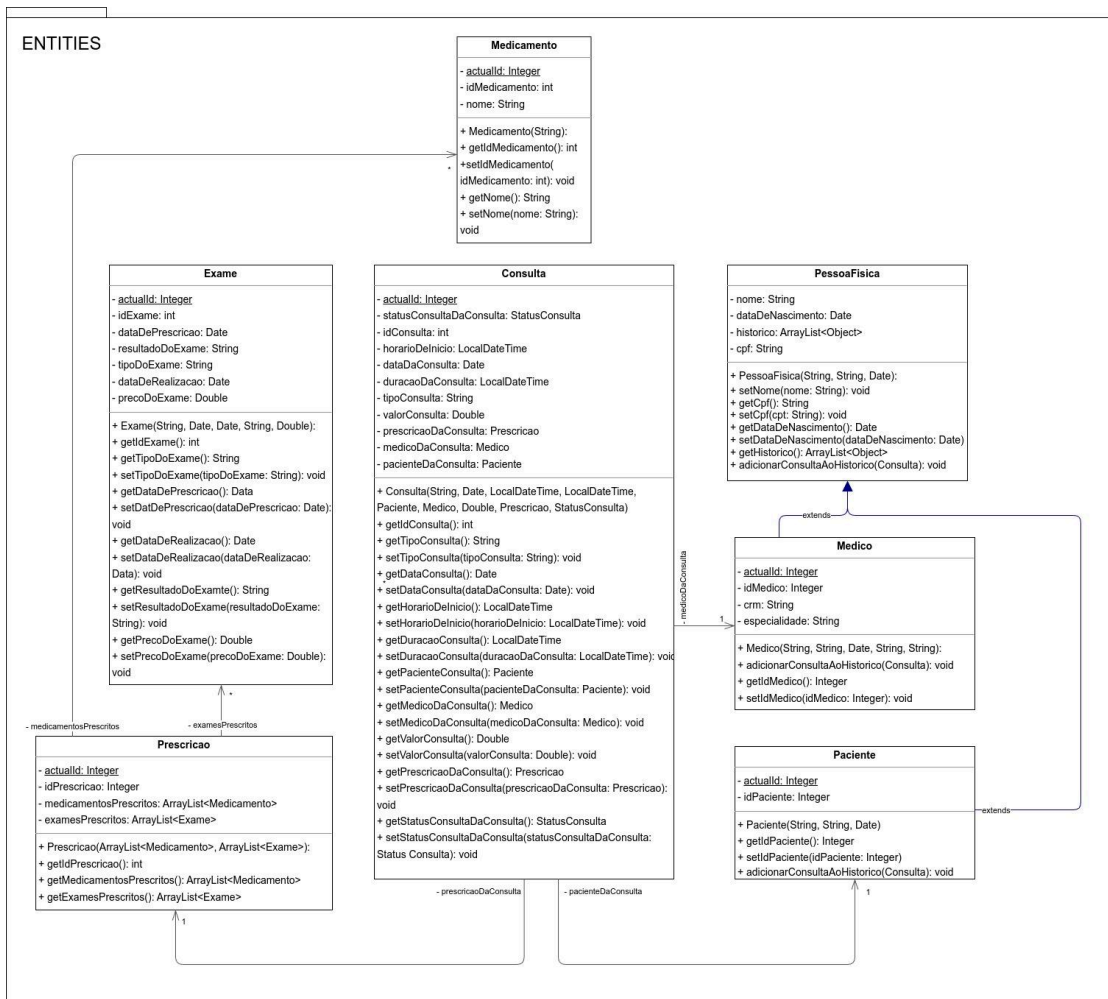 ENTITIES
Medicamento
- actualId: Integer
- idMedicamento: int
- nome: String
+ Medicamento(String):
+ getIdMedicamento(): int
+setIdMedicamento(
idMedicamento: int): void
+ getNome(): String
+ setNome(nome: String):
void
*
Exame
- actualId: Integer
- idExame: int
- dataDePrescricao: Date
- resultadoDoExame: String
- tipoDoExame: String
- dataDeRealizacao: Date
- precoDoExame: Double
+ Exame(String, Date, Date, String, Double):
+ getIdExame(): int
+ getTipoDoExame(): String
+ setTipoDoExame(tipoDoExame: String): void
+ getDataDePrescricao(): Data
+ setDatDePrescricao(dataDePrescricao: Date):
void
+ getDataDeRealizacao(): Date
+ setDataDeRealizacao(dataDeRealizacao:
Data): void
+ getResultadoDoExamte(): String
+ setResultadoDoExame(resultadoDoExame:
String): void
+ getPrecoDoExame(): Double
+ setPrecoDoExame(precoDoExame: Double):
void
Consulta
- actualId: Integer
- statusConsultaDaConsulta: StatusConsulta
- idConsulta: int
- horarioDeInicio: LocalDateTime
- dataDaConsulta: Date
- duracaoDaConsulta: LocalDateTime
- tipoConsulta: String
- valorConsulta: Double
- prescricaoDaConsulta: Prescricao
- medicoDaConsulta: Medico
- pacienteDaConsulta: Paciente
+ Consulta(String, Date, LocalDateTime, LocalDateTime,
Paciente, Medico, Double, Prescricao, StatusConsulta)
+ getIdConsulta(): int
+ getTipoConsulta(): String
+ setTipoConsulta(tipoConsulta: String): void
+ getDataConsulta(): Date
*
+ setDataConsulta(dataDaConsulta: Date): void
+ getHorarioDeInicio(): LocalDateTime
+ setHorarioDeInicio(horarioDeInicio: LocalDateTime): void
+ getDuracaoConsulta(): LocalDateTime
+ setDuracaoConsulta(duracaoDaConsulta: LocalDateTime): void
+ getPacienteConsulta(): Paciente
+ setPacienteConsulta(pacienteDaConsulta: Paciente): void
+ getMedicoDaConsulta(): Medico
+ setMedicoDaConsulta(medicoDaConsulta: Medico): void
+ getValorConsulta(): Double
+ setValorConsulta(valorConsulta: Double): void
+ getPrescricaoDaConsulta(): Prescricao
+ setPrescricaoDaConsulta(prescricaoDaConsulta: Prescricao):
void
+ getStatusConsultaDaConsulta(): StatusConsulta
+ setStatusConsultaDaConsulta(statusConsultaDaConsulta:
Status Consulta): void
PessoaFisica
- nome: String
- dataDeNascimento: Date
- historico: ArrayList<Object>
- cpf: String
+ PessoaFisica(String, String, Date):
+ setNome(nome: String): void
+ getCpf(): String
+ setCpf(cpt: String): void
+ getDataDeNascimento(): Date
+ setDataDeNascimento(dataDeNascimento: Date)
+ getHistorico(): ArrayList<Object>
+ adicionarConsultaAoHistorico(Consulta): void
extends
- medicoDaConsulta
1
Medico
- actualId: Integer
- idMedico: Integer
- crm: String
- especialidade: String
+ Medico(String, String, Date, String, String):
+ adicionarConsultaAoHistorico(Consulta): void
+ getIdMedico(): Integer
+ setIdMedico(idMedico: Integer): void
*
- medicamentosPrescritos
- examesPrescritos
Prescricao
- actualId: Integer
- idPrescricao: Integer
- medicamentosPrescritos: ArrayList<Medicamento>
- examesPrescritos: ArrayList<Exame>
+ Prescricao(ArrayList<Medicamento>, ArrayList<Exame>):
+ getIdPrescricao(): int
+ getMedicamentosPrescritos(): ArrayList<Medicamento>
+ getExamesPrescritos(): ArrayList<Exame>
1
Paciente
- actualId: Integer
- idPaciente: Integer
+ Paciente(String, String, Date)
+ getIdPaciente(): Integer
+ setIdPaciente(idPaciente: Integer)
+ adicionarConsultaAoHistorico(Consulta): void
extends
- prescricaoDaConsulta
- pacienteDaConsulta
1